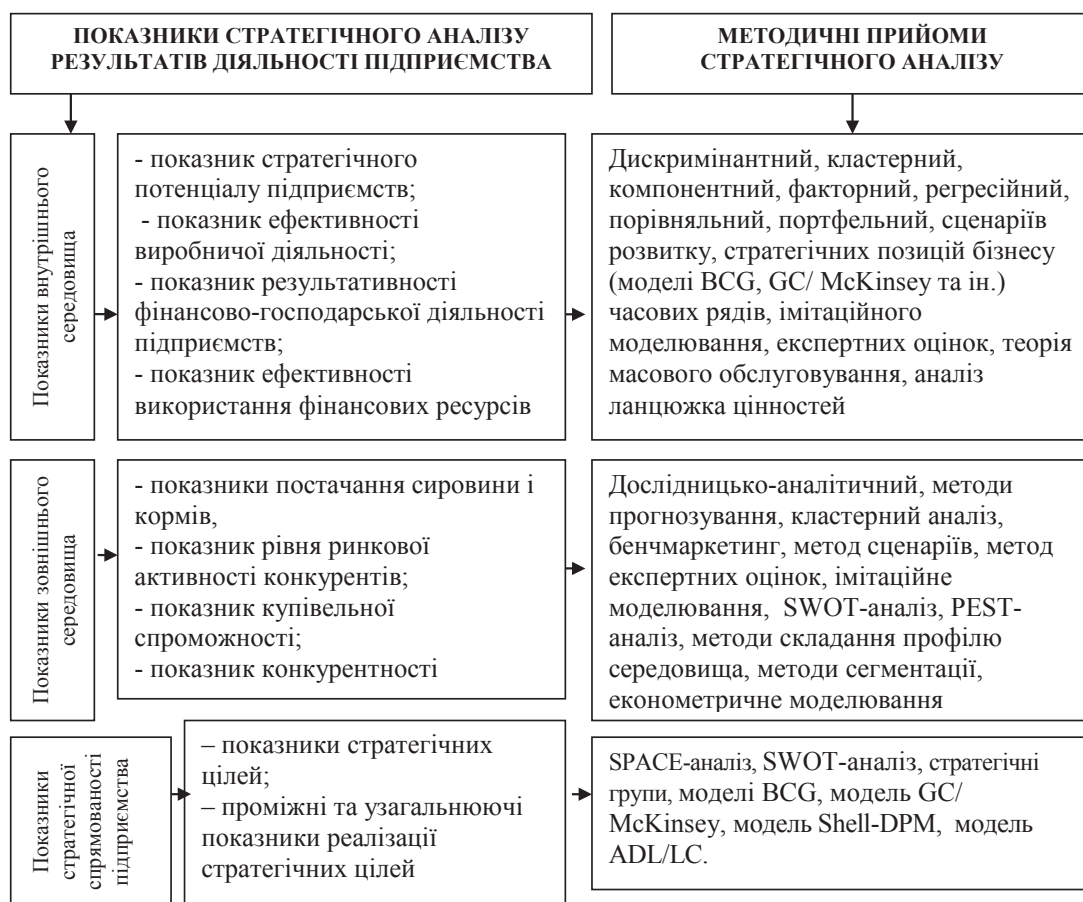 ПОКАЗНИКИ СТРАТЕГІЧНОГО АНАЛІЗУ
РЕЗУЛЬТАТІВ ДІЯЛЬНОСТІ ПІДПРИЄМСТВА
МЕТОДИЧНІ ПРИЙОМИ
СТРАТЕГІЧНОГО АНАЛІЗУ
Показники внутрішнього
середовища
- показник стратегічного
потенціалу підприємств;
- показник ефективності
виробничої діяльності;
- показник результативності
фінансово-господарської діяльності
підприємств;
- показник ефективності
використання фінансових ресурсів
Дискримінантний, кластерний,
компонентний, факторний, регресійний,
порівняльний, портфельний, сценаріїв
розвитку, стратегічних позицій бізнесу
(моделі BCG, GC/ McKinsey та ін.)
часових рядів, імітаційного
моделювання, експертних оцінок, теорія
масового обслуговування, аналіз
ланцюжка цінностей
Показники зовнішнього
середовища
- показники постачання сировини і
кормів,
- показник рівня ринкової
активності конкурентів;
- показник купівельної
спроможності;
- показник конкурентності
Дослідницько-аналітичний, методи
прогнозування, кластерний аналіз,
бенчмаркетинг, метод сценаріїв, метод
експертних оцінок, імітаційне
моделювання, SWOT-аналіз, PEST-
аналіз, методи складання профілю
середовища, методи сегментації,
економетричне моделювання
Показники
стратегічної
спрямованості
підприємства
– показники стратегічних
цілей;
– проміжні та узагальнюючі
показники реалізації
стратегічних цілей
SPACE-аналіз, SWOT-аналіз, стратегічні
групи, моделі BCG, модель GC/
McKinsey, модель Shell-DPM, модель
ADL/LC.